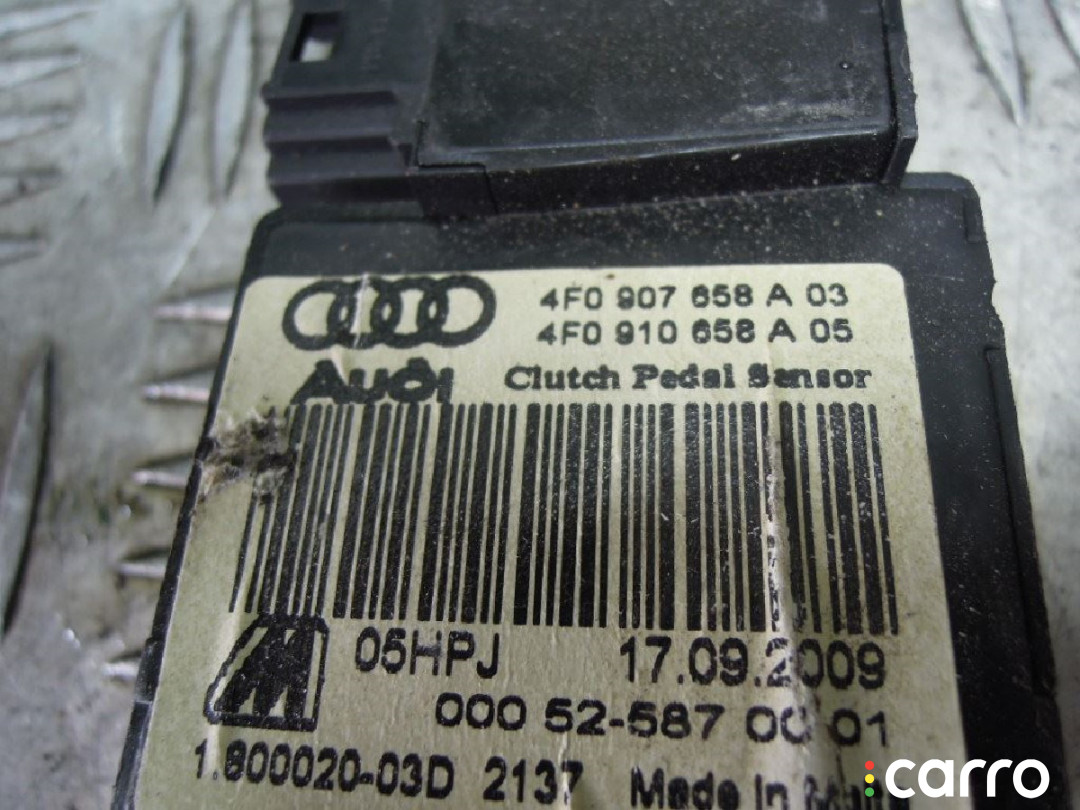 4F0 907 658 A 03
4F0 910 658 A 05
AUDI
Clutch Pedal Sensor
05HPJ 17.09.2009
000 52-587 00 01
1.800020-03D 2137 Made In
carro